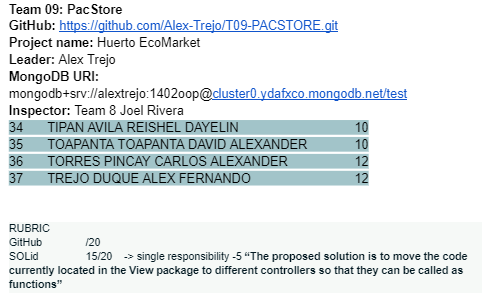 Team 09: PacStore
GitHub: https://github.com/Alex-Trejo/T09-PACSTORE.git
Project name: Huerto EcoMarket
Leader: Alex Trejo
MongoDB URI:
mongodb+srv://alextrejo:1402oop@cluster0.ydafxco.mongodb.net/test
Inspector: Team 8 Joel Rivera
34 TIPAN AVILA REISHEL DAYELIN 10
35 TOAPANTA TOAPANTA DAVID ALEXANDER 10
36 TORRES PINCAY CARLOS ALEXANDER 12
37 TREJO DUQUE ALEX FERNANDO 12
RUBRIC
GitHub /20
SOLid 15/20 -> single responsibility -5 “The proposed solution is to move the code
currently located in the View package to different controllers so that they can be called as
functions”